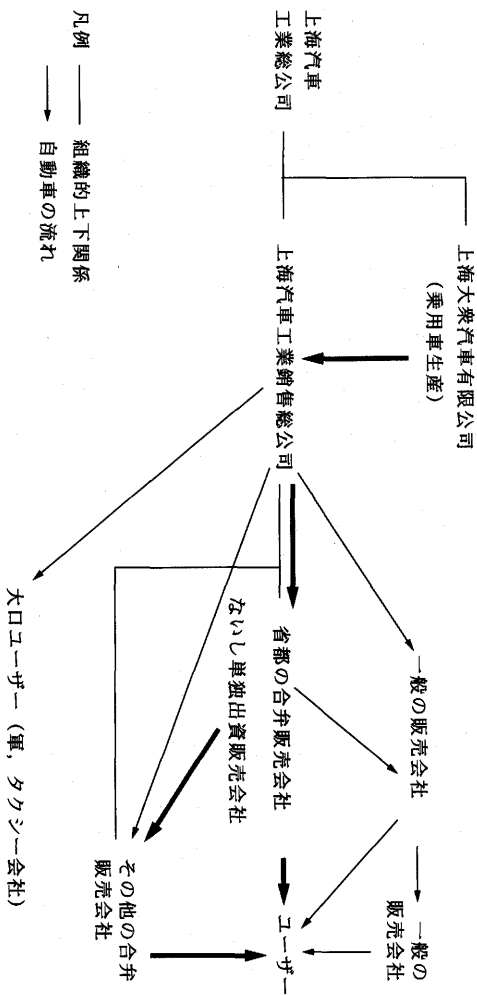 上海汽車
工業総公司
上海大衆汽車有限公司
(乗用車生産)
上海汽車工業銷售総公司
一般の販売会社
一般の
販売会社
省都の合弁販売会社
ないし単独出資販売会社
ユーザー
その他の合弁
販売会社
大口ユーザー(軍,タクシー会社)
凡例
組織的上下関係
自動車の流れ